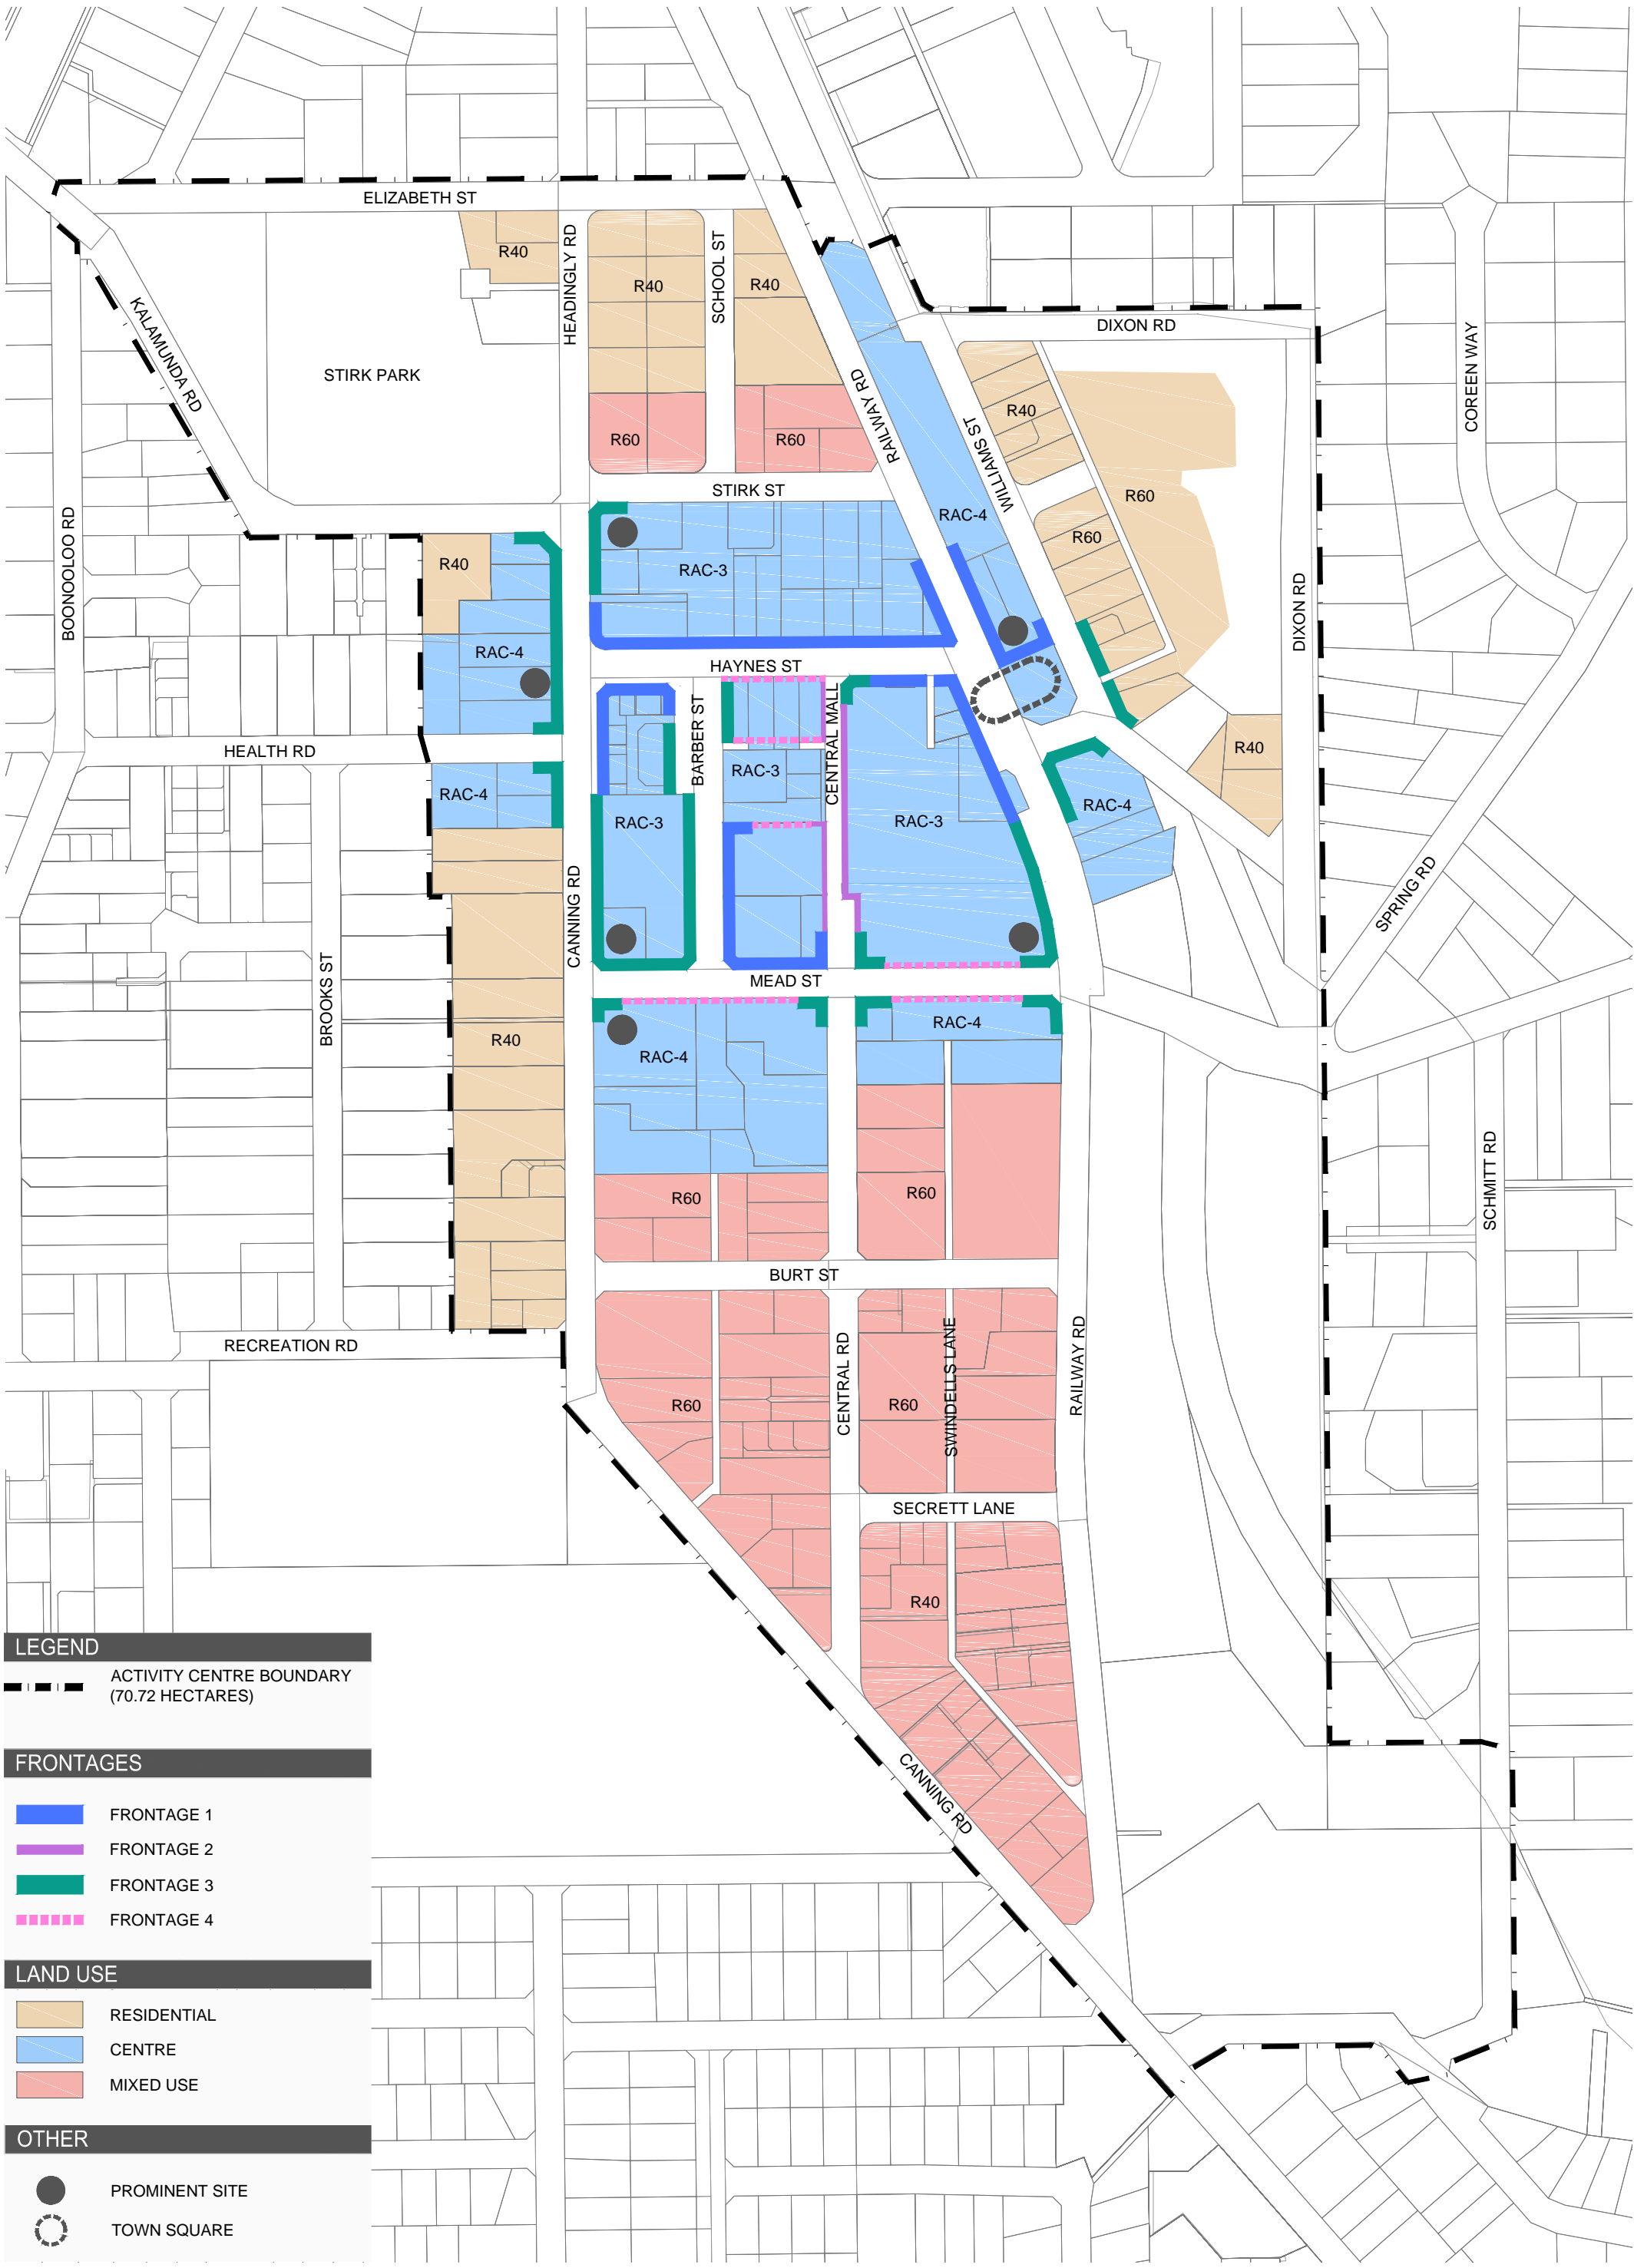 ELIZABETH ST
R40
HEADINGLY RD
SCHOOL ST
R40
R40
KALAMUNDA RD
DIXON RD
COREEN WAY
STIRK PARK
RAILWAY RD
R40
WILLIAMS ST
R60
R60
STIRK ST
R60
RAC-4
R60
BOONOOLOO RD
R40
RAC-3
DIXON RD
RAC-4
HAYNES ST
HEALTH RD
BARBER ST
CENTRAL MALL
R40
RAC-3
RAC-4
RAC-3
RAC-3
RAC-4
SPRING RD
CANNING RD
BROOKS ST
MEAD ST
RAC-4
R40
RAC-4
SCHMITT RD
R60
R60
BURT ST
RECREATION RD
CENTRAL RD
SWINDELLS LANE
RAILWAY RD
R60
R60
SECRETT LANE
R40
CANNING RD
LEGEND
ACTIVITY CENTRE BOUNDARY
(70.72 HECTARES)
FRONTAGES
FRONTAGE 1
FRONTAGE 2
FRONTAGE 3
FRONTAGE 4
LAND USE
RESIDENTIAL
CENTRE
MIXED USE
OTHER
PROMINENT SITE
TOWN SQUARE